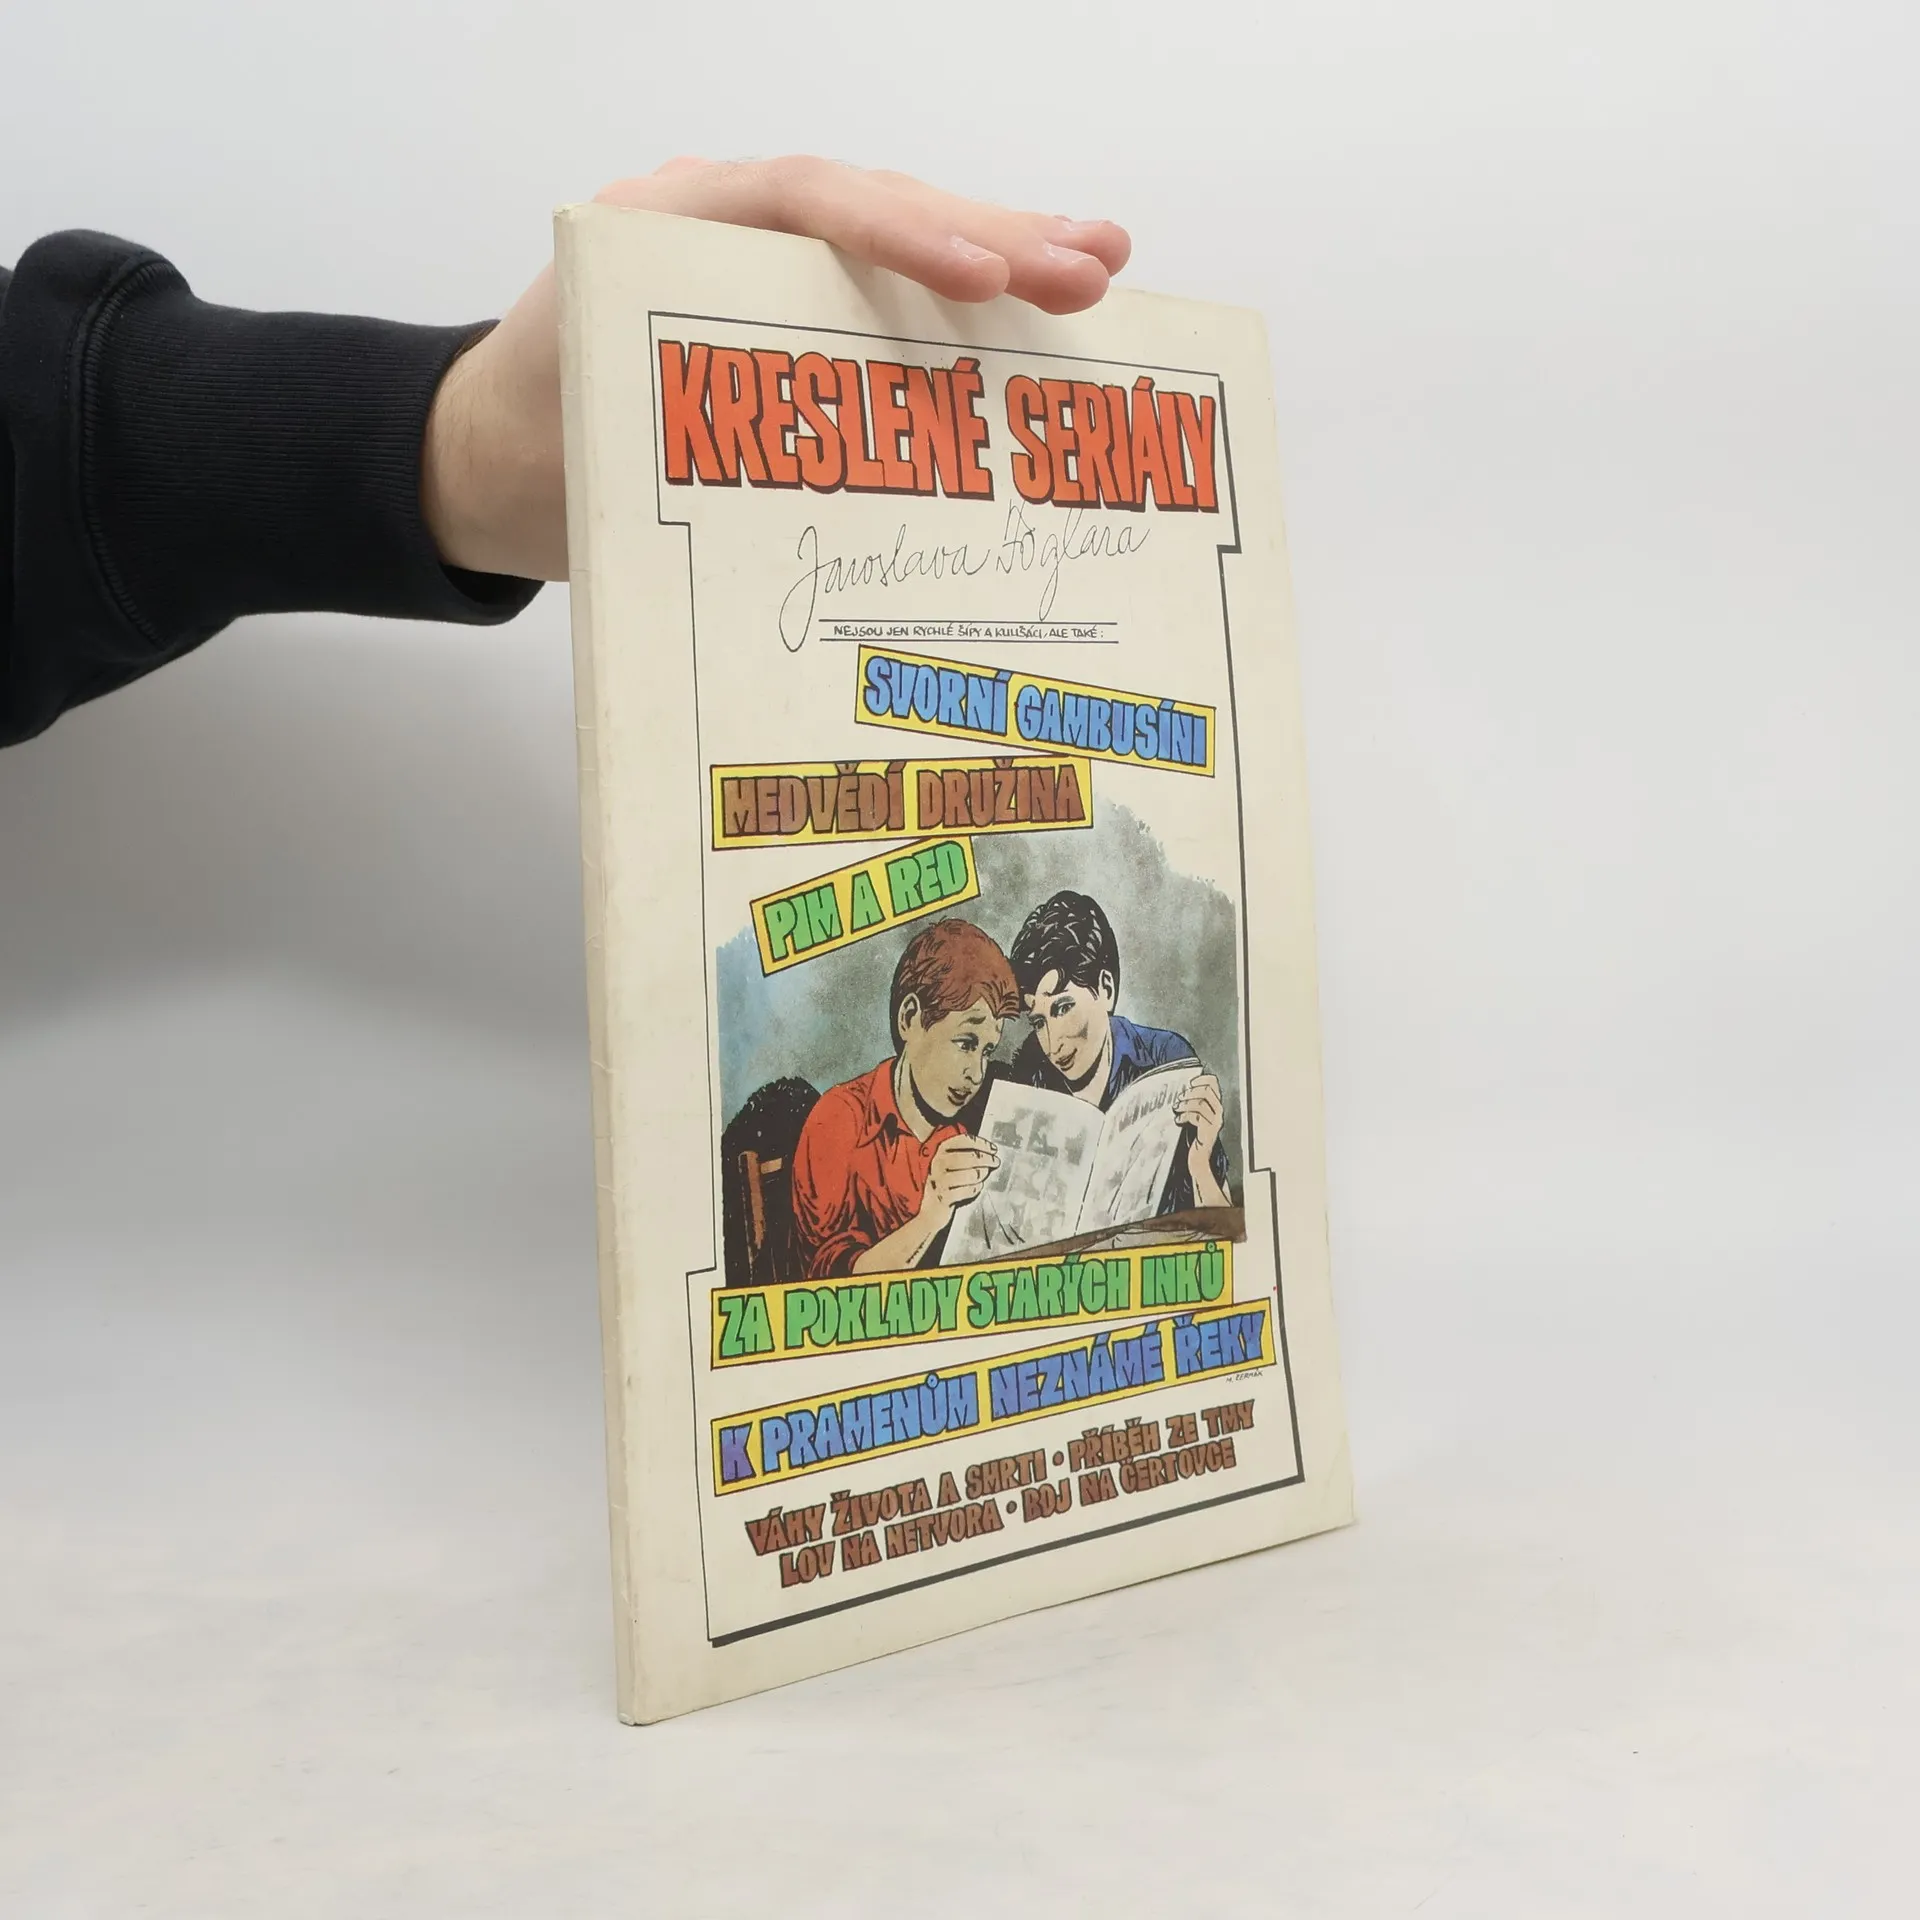 KRESLENÉ SERIÁLY
Jaroslava Foglara
NEJSOU JEN RYCHLÉ ŠÍPY A KULIŠÁCI, ALE TAKÉ:
SVORNÍ GAMBUSÍNI
MEDVĚDÍ DRUŽINA
PIM A RED
ZA POKLADY STARÝCH INKŮ
K PRAMENŮM NEZNÁMÉ ŘEKY
M. ČERMÁK
VÁHY ŽIVOTA A SMRTI • PŘÍBĚH ZE TMY
LOV NA NETVORA • BOJ NA ČERTOVCE